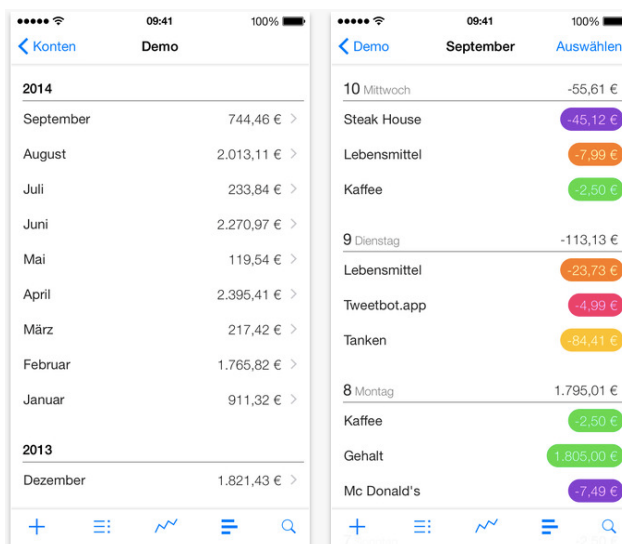 09:41 100%
Konten Demo
2014
September 744,46 €
August 2.013,11 €
Juli 233,84 €
Juni 2.270,97 €
Mai 119,54 €
April 2.395,41 €
März 217,42 €
Februar 1.765,82 €
Januar 911,32 €
2013
Dezember 1.821,43 €
09:41 100%
Demo September Auswählen
10 Mittwoch -55,61 €
Steak House -45,12 €
Lebensmittel -7,99 €
Kaffee -2,50 €
9 Dienstag -113,13 €
Lebensmittel -23,73 €
Tweetbot.app -4,99 €
Tanken -84,41 €
8 Montag 1.795,01 €
Kaffee -2,50 €
Gehalt 1.805,00 €
Mc Donald's -7,49 €